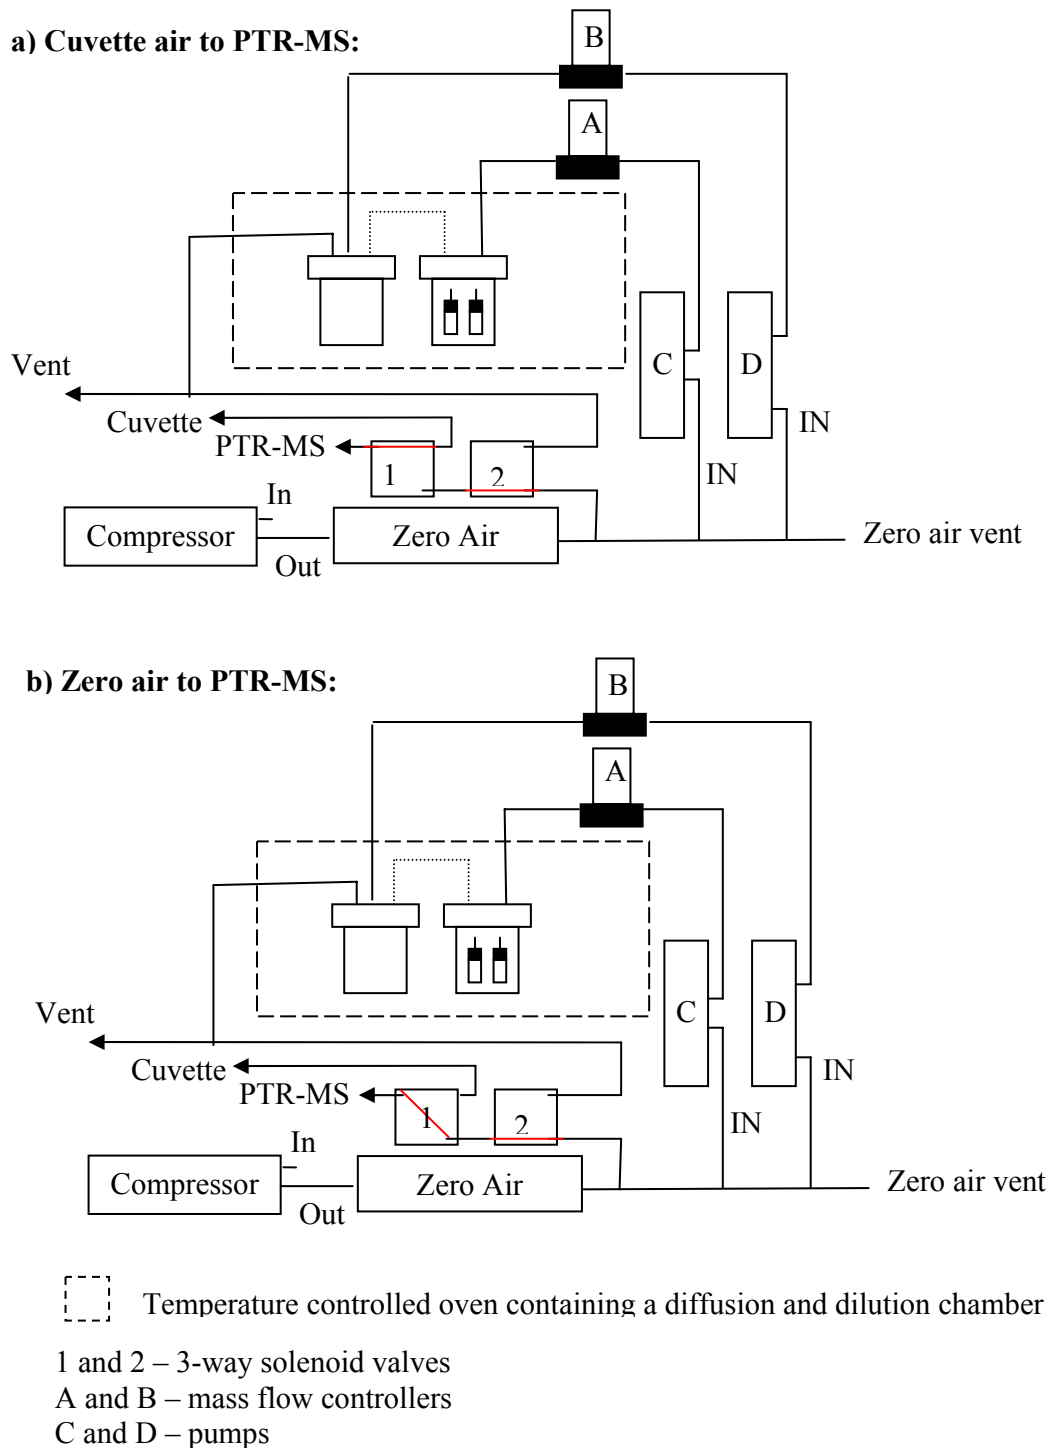 a) Cuvette air to PTR-MS:
B
A
C
D
Vent
Cuvette
PTR-MS
IN
IN
1
2
In
Compressor
Out
Zero Air
Zero air vent
b) Zero air to PTR-MS:
B
A
C
D
Vent
Cuvette
PTR-MS
IN
IN
1
2
In
Compressor
Out
Zero Air
Zero air vent
Temperature controlled oven containing a diffusion and dilution chamber
1 and 2 – 3-way solenoid valves
A and B – mass flow controllers
C and D – pumps